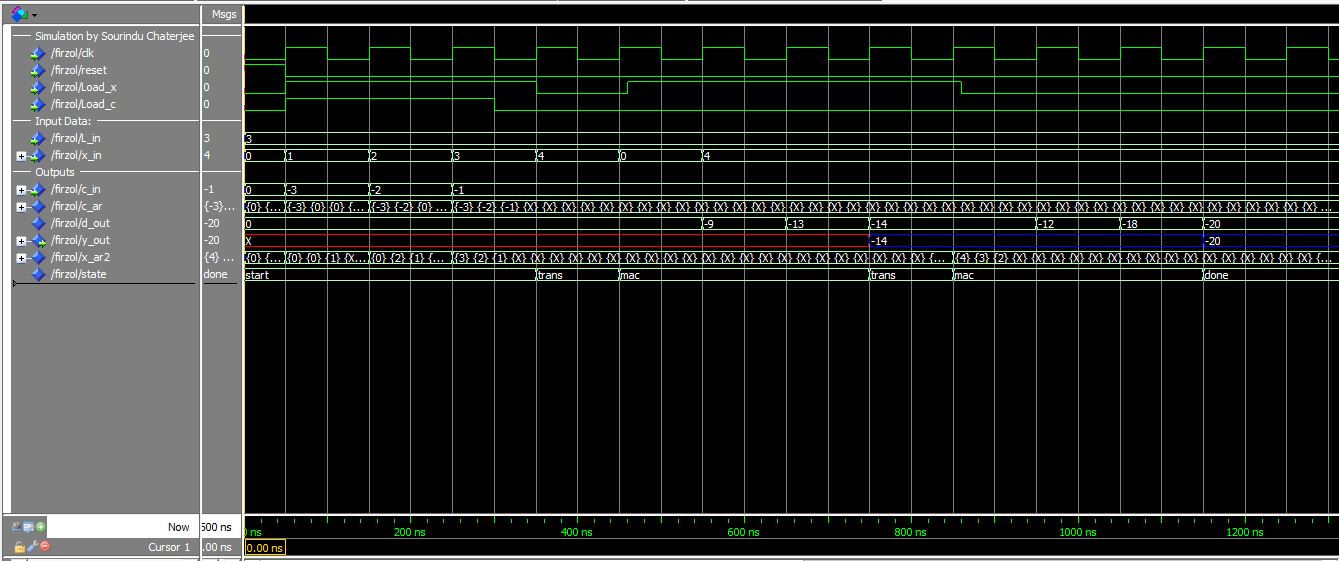 Msgs
Simulation by Sourindu Chaterjee
/firzol/clk 0
/firzol/reset 0
/firzol/Load_x 0
/firzol/Load_c 0
Input Data:
/firzol/L_in 3 3
/firzol/x_in 4 0 1 2 3 4 0 4
Outputs
/firzol/c_in -1 0 -3 -2 -1
/firzol/c_ar {-3}... {0} {... {-3} {0} {0} {... {-3} {-2} {0} ... {-3} {-2} {-1} {X} {X} {X} {X} {X} {X} {X} {X} {X} {X} {X} {X} {X} {X} {X} {X} {X} {X} {X} {X} {X} {X} {X} {X} {X} {X} {X} {X} ...
/firzol/d_out -20 0 -9 -13 -14 -12 -18 -20
/firzol/y_out -20 X -14 -20
/firzol/x_ar2 {4} ... {0} {... {0} {0} {1} {X... {0} {2} {1} {... {3} {2} {1} {X} {X} {X} {X} {X} {X} {X} {X} {X} {X} {X} {X} {X} {X} {X} {X} ... {4} {3} {2} {X} {X} {X} {X} {X} {X} {X} {X} {X} {X} {X} {...
/firzol/state done start trans mac trans mac done
Now 500 ns 0 ns 200 ns 400 ns 600 ns 800 ns 1000 ns 1200 ns
Cursor 1 .00 ns 0.00 ns